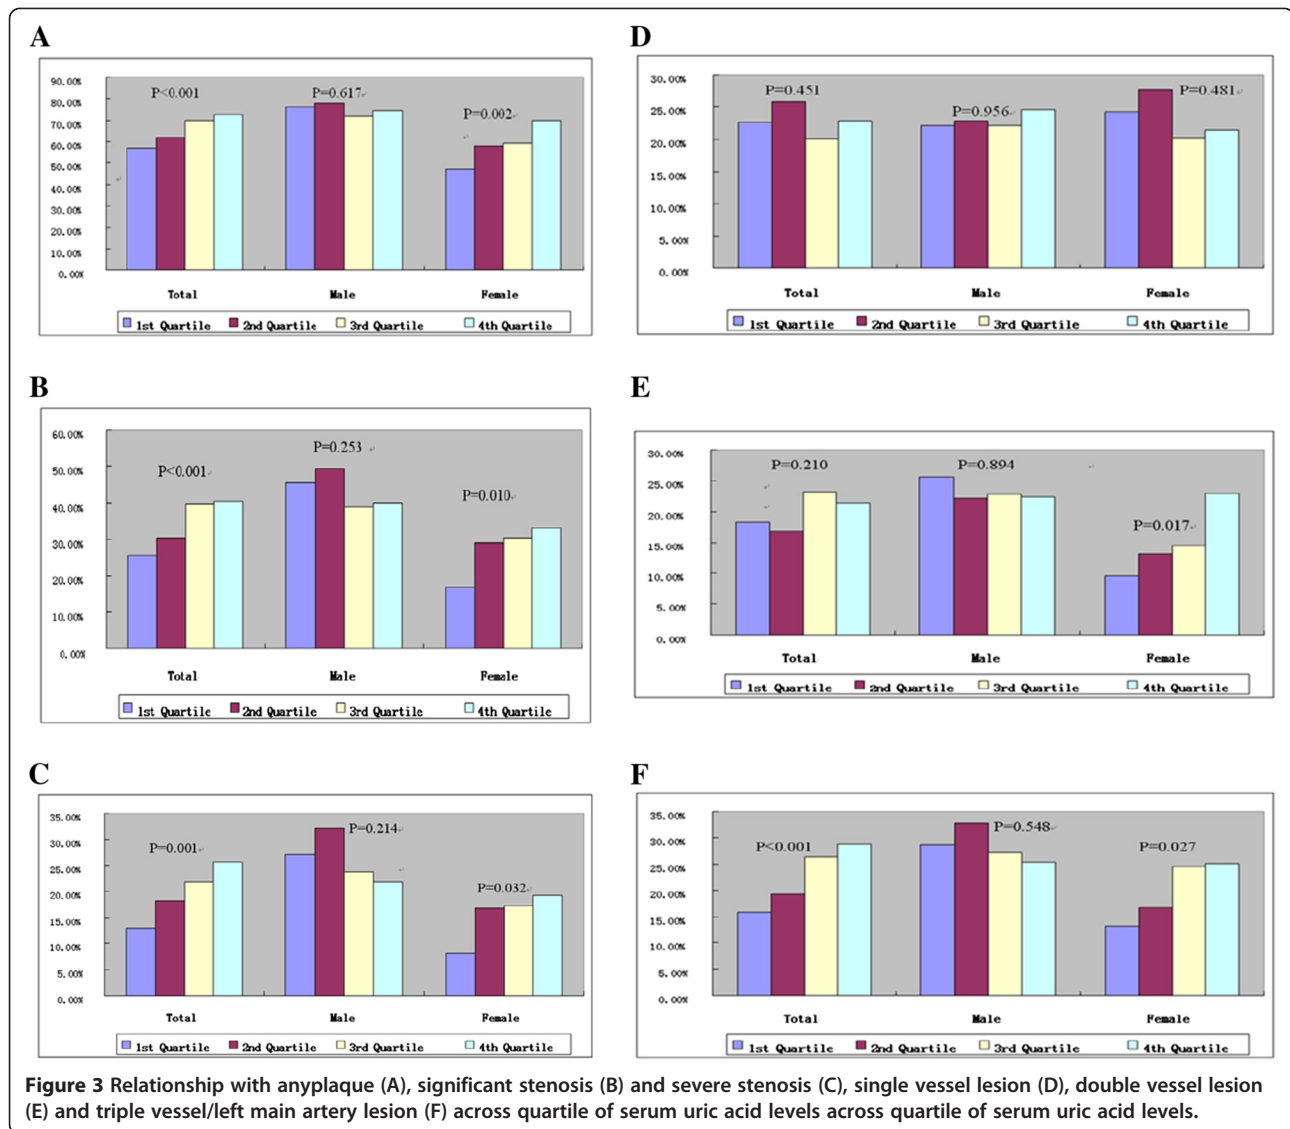 A
90.00%
80.00%
70.00%
60.00%
50.00%
40.00%
30.00%
20.00%
10.00%
0.00%
P<0.001
P=0.617
P=0.002
Total Male Female
1st Quartile 2nd Quartile 3rd Quartile 4th Quartile
D
30.00%
25.00%
20.00%
15.00%
10.00%
5.00%
0.00%
P=0.451
P=0.956
P=0.481
Total Male Female
1st Quartile 2nd Quartile 3rd Quartile 4th Quartile
B
60.00%
50.00%
40.00%
30.00%
20.00%
10.00%
0.00%
P<0.001
P=0.253
P=0.010
Total Male Female
1st Quartile 2nd Quartile 3rd Quartile 4th Quartile
E
30.00%
25.00%
20.00%
15.00%
10.00%
5.00%
0.00%
P=0.210
P=0.894
P=0.017
Total Male Female
1st Quartile 2nd Quartile 3rd Quartile 4th Quartile
C
35.00%
30.00%
25.00%
20.00%
15.00%
10.00%
5.00%
0.00%
P=0.001
P=0.214
P=0.032
Total Male Female
1st Quartile 2nd Quartile 3rd Quartile 4th Quartile
F
35.00%
30.00%
25.00%
20.00%
15.00%
10.00%
5.00%
0.00%
P<0.001
P=0.548
P=0.027
Total Male Female
1st Quartile 2nd Quartile 3rd Quartile 4th Quartile
Figure 3 Relationship with anyplaque (A), significant stenosis (B) and severe stenosis (C), single vessel lesion (D), double vessel lesion
(E) and triple vessel/left main artery lesion (F) across quartile of serum uric acid levels across quartile of serum uric acid levels.